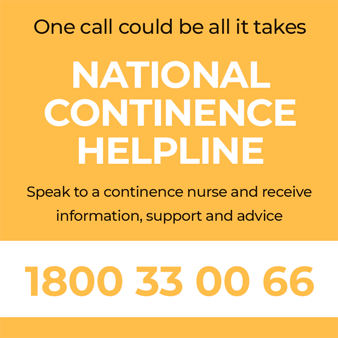 One call could be all it takes
NATIONAL
CONTINENCE
HELPLINE
Speak to a continence nurse and receive
information, support and advice
1800 33 00 66